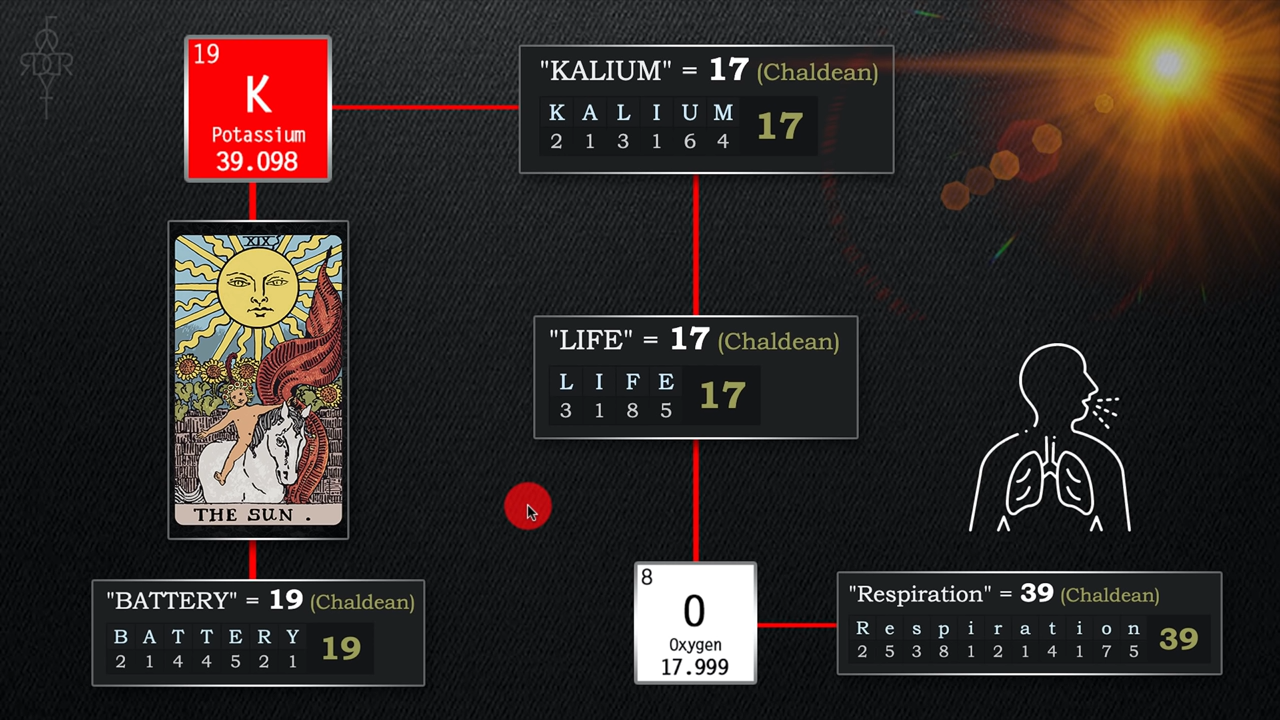 19
K
Potassium
39.098
"KALIUM" = 17 (Chaldean)
K A L I U M
2 1 3 1 6 4
17
XIX
THE SUN .
"LIFE" = 17 (Chaldean)
L I F E
3 1 8 5
17
"BATTERY" = 19 (Chaldean)
B A T T E R Y
2 1 4 4 5 2 1
19
8
O
Oxygen
17.999
"Respiration" = 39 (Chaldean)
R e s p i r a t i o n
2 5 3 8 1 2 1 4 1 7 5
39